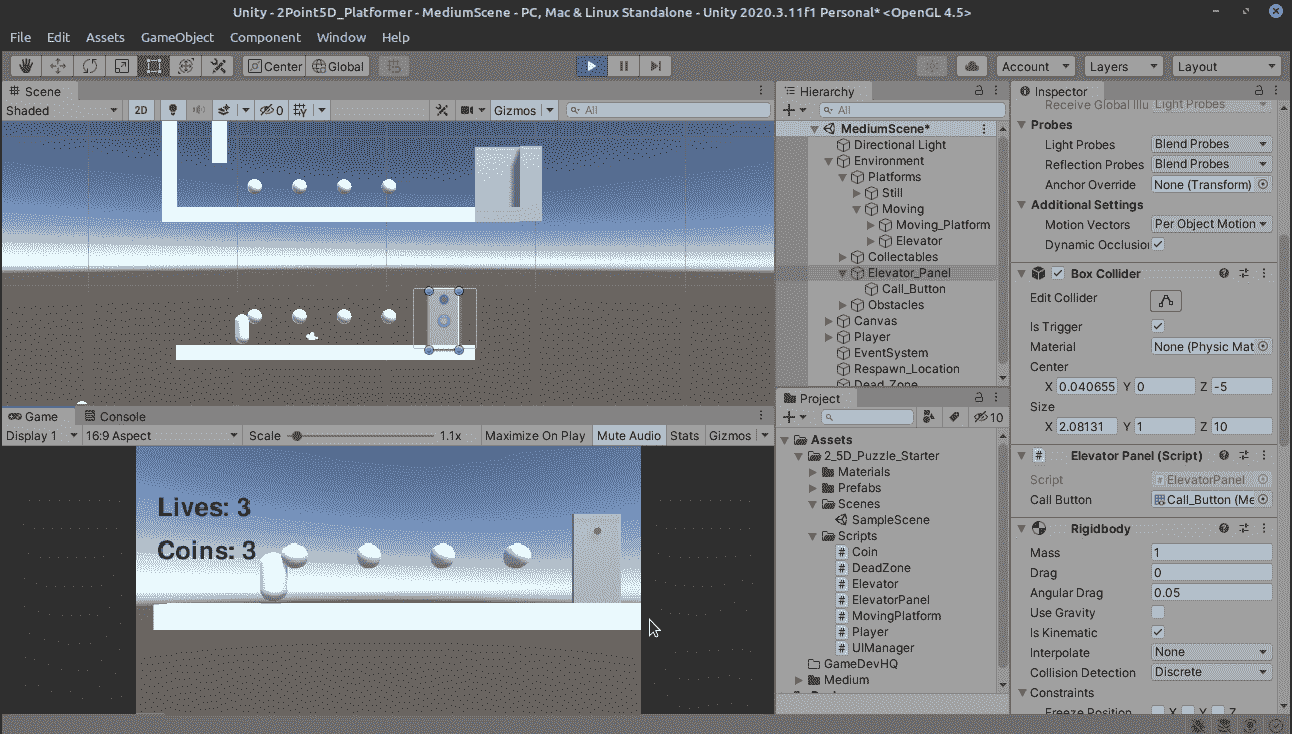 Unity - 2Point5D_Platformer - MediumScene - PC, Mac & Linux Standalone - Unity 2020.3.11f1 Personal* <OpenGL 4.5>
File Edit Assets GameObject Component Window Help
Center Global Account Layers Layout
Scene
Shaded 2D 0 Gizmos All
Game Console
Display 1 16:9 Aspect Scale 1.1x Maximize On Play Mute Audio Stats Gizmos
Lives: 3
Coins: 3
Hierarchy
All
MediumScene*
Directional Light
Environment
Platforms
Still
Moving
Moving_Platform
Elevator
Collectables
Elevator_Panel
Call_Button
Obstacles
Canvas
Player
EventSystem
Respawn_Location
Dead_Zone
Project
10
Assets
2_5D_Puzzle_Starter
Materials
Prefabs
Scenes
SampleScene
Scripts
# Coin
# DeadZone
# Elevator
# ElevatorPanel
# MovingPlatform
# Player
# UIManager
GameDevHQ
Medium
Inspector
Receive Global Illu Light Probes
Probes
Light Probes Blend Probes
Reflection Probes Blend Probes
Anchor Override None (Transform)
Additional Settings
Motion Vectors Per Object Motion
Dynamic Occlusio
Box Collider
Edit Collider
Is Trigger
Material None (Physic Mat
Center
X 0.040655 Y 0 Z -5
Size
X 2.08131 Y 1 Z 10
# Elevator Panel (Script)
Script # ElevatorPanel
Call Button Call_Button (Me
Rigidbody
Mass 1
Drag 0
Angular Drag 0.05
Use Gravity
Is Kinematic
Interpolate None
Collision Detection Discrete
Constraints
Freeze Position X Y Z